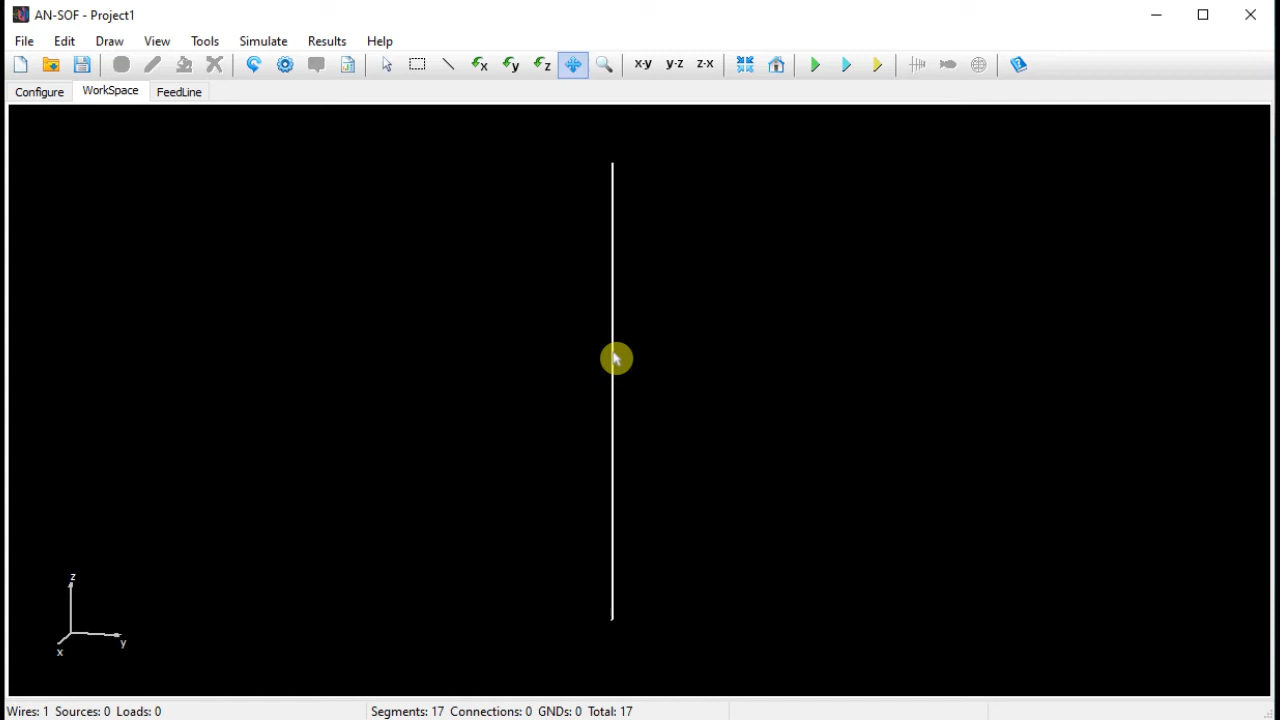 AN-SOF - Project1
File Edit Draw View Tools Simulate Results Help
x y z x-y y-z z-x
Configure WorkSpace FeedLine
z
y
x
Wires: 1 Sources: 0 Loads: 0 Segments: 17 Connections: 0 GNDs: 0 Total: 17